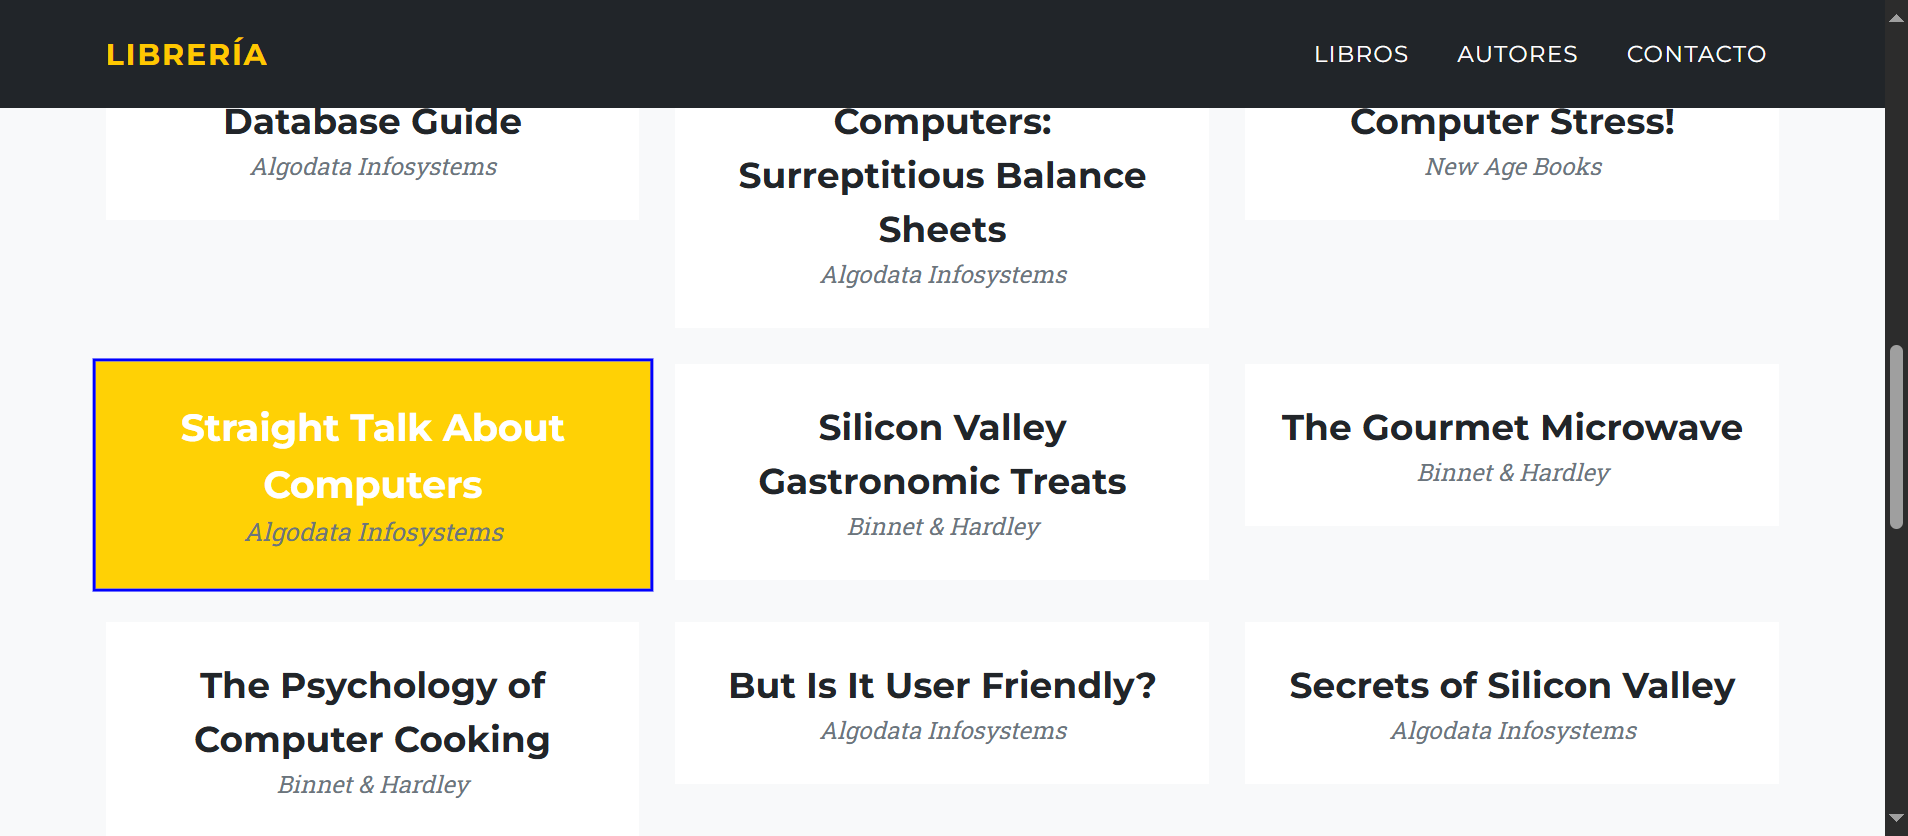 LIBRERÍA
LIBROS AUTORES CONTACTO
Database Guide
Algodata Infosystems
Computers:
Surreptitious Balance
Sheets
Algodata Infosystems
Computer Stress!
New Age Books
Straight Talk About
Computers
Algodata Infosystems
Silicon Valley
Gastronomic Treats
Binnet & Hardley
The Gourmet Microwave
Binnet & Hardley
The Psychology of
Computer Cooking
Binnet & Hardley
But Is It User Friendly?
Algodata Infosystems
Secrets of Silicon Valley
Algodata Infosystems